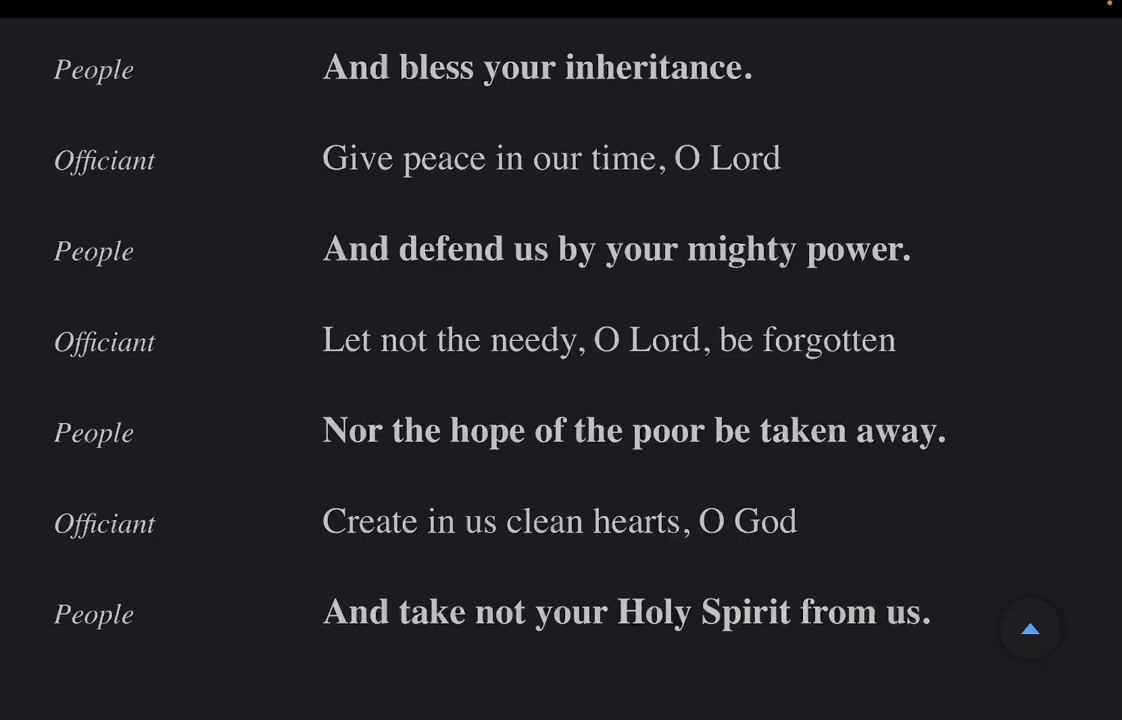 People And bless your inheritance.
Officiant Give peace in our time, O Lord
People And defend us by your mighty power.
Officiant Let not the needy, O Lord, be forgotten
People Nor the hope of the poor be taken away.
Officiant Create in us clean hearts, O God
People And take not your Holy Spirit from us.